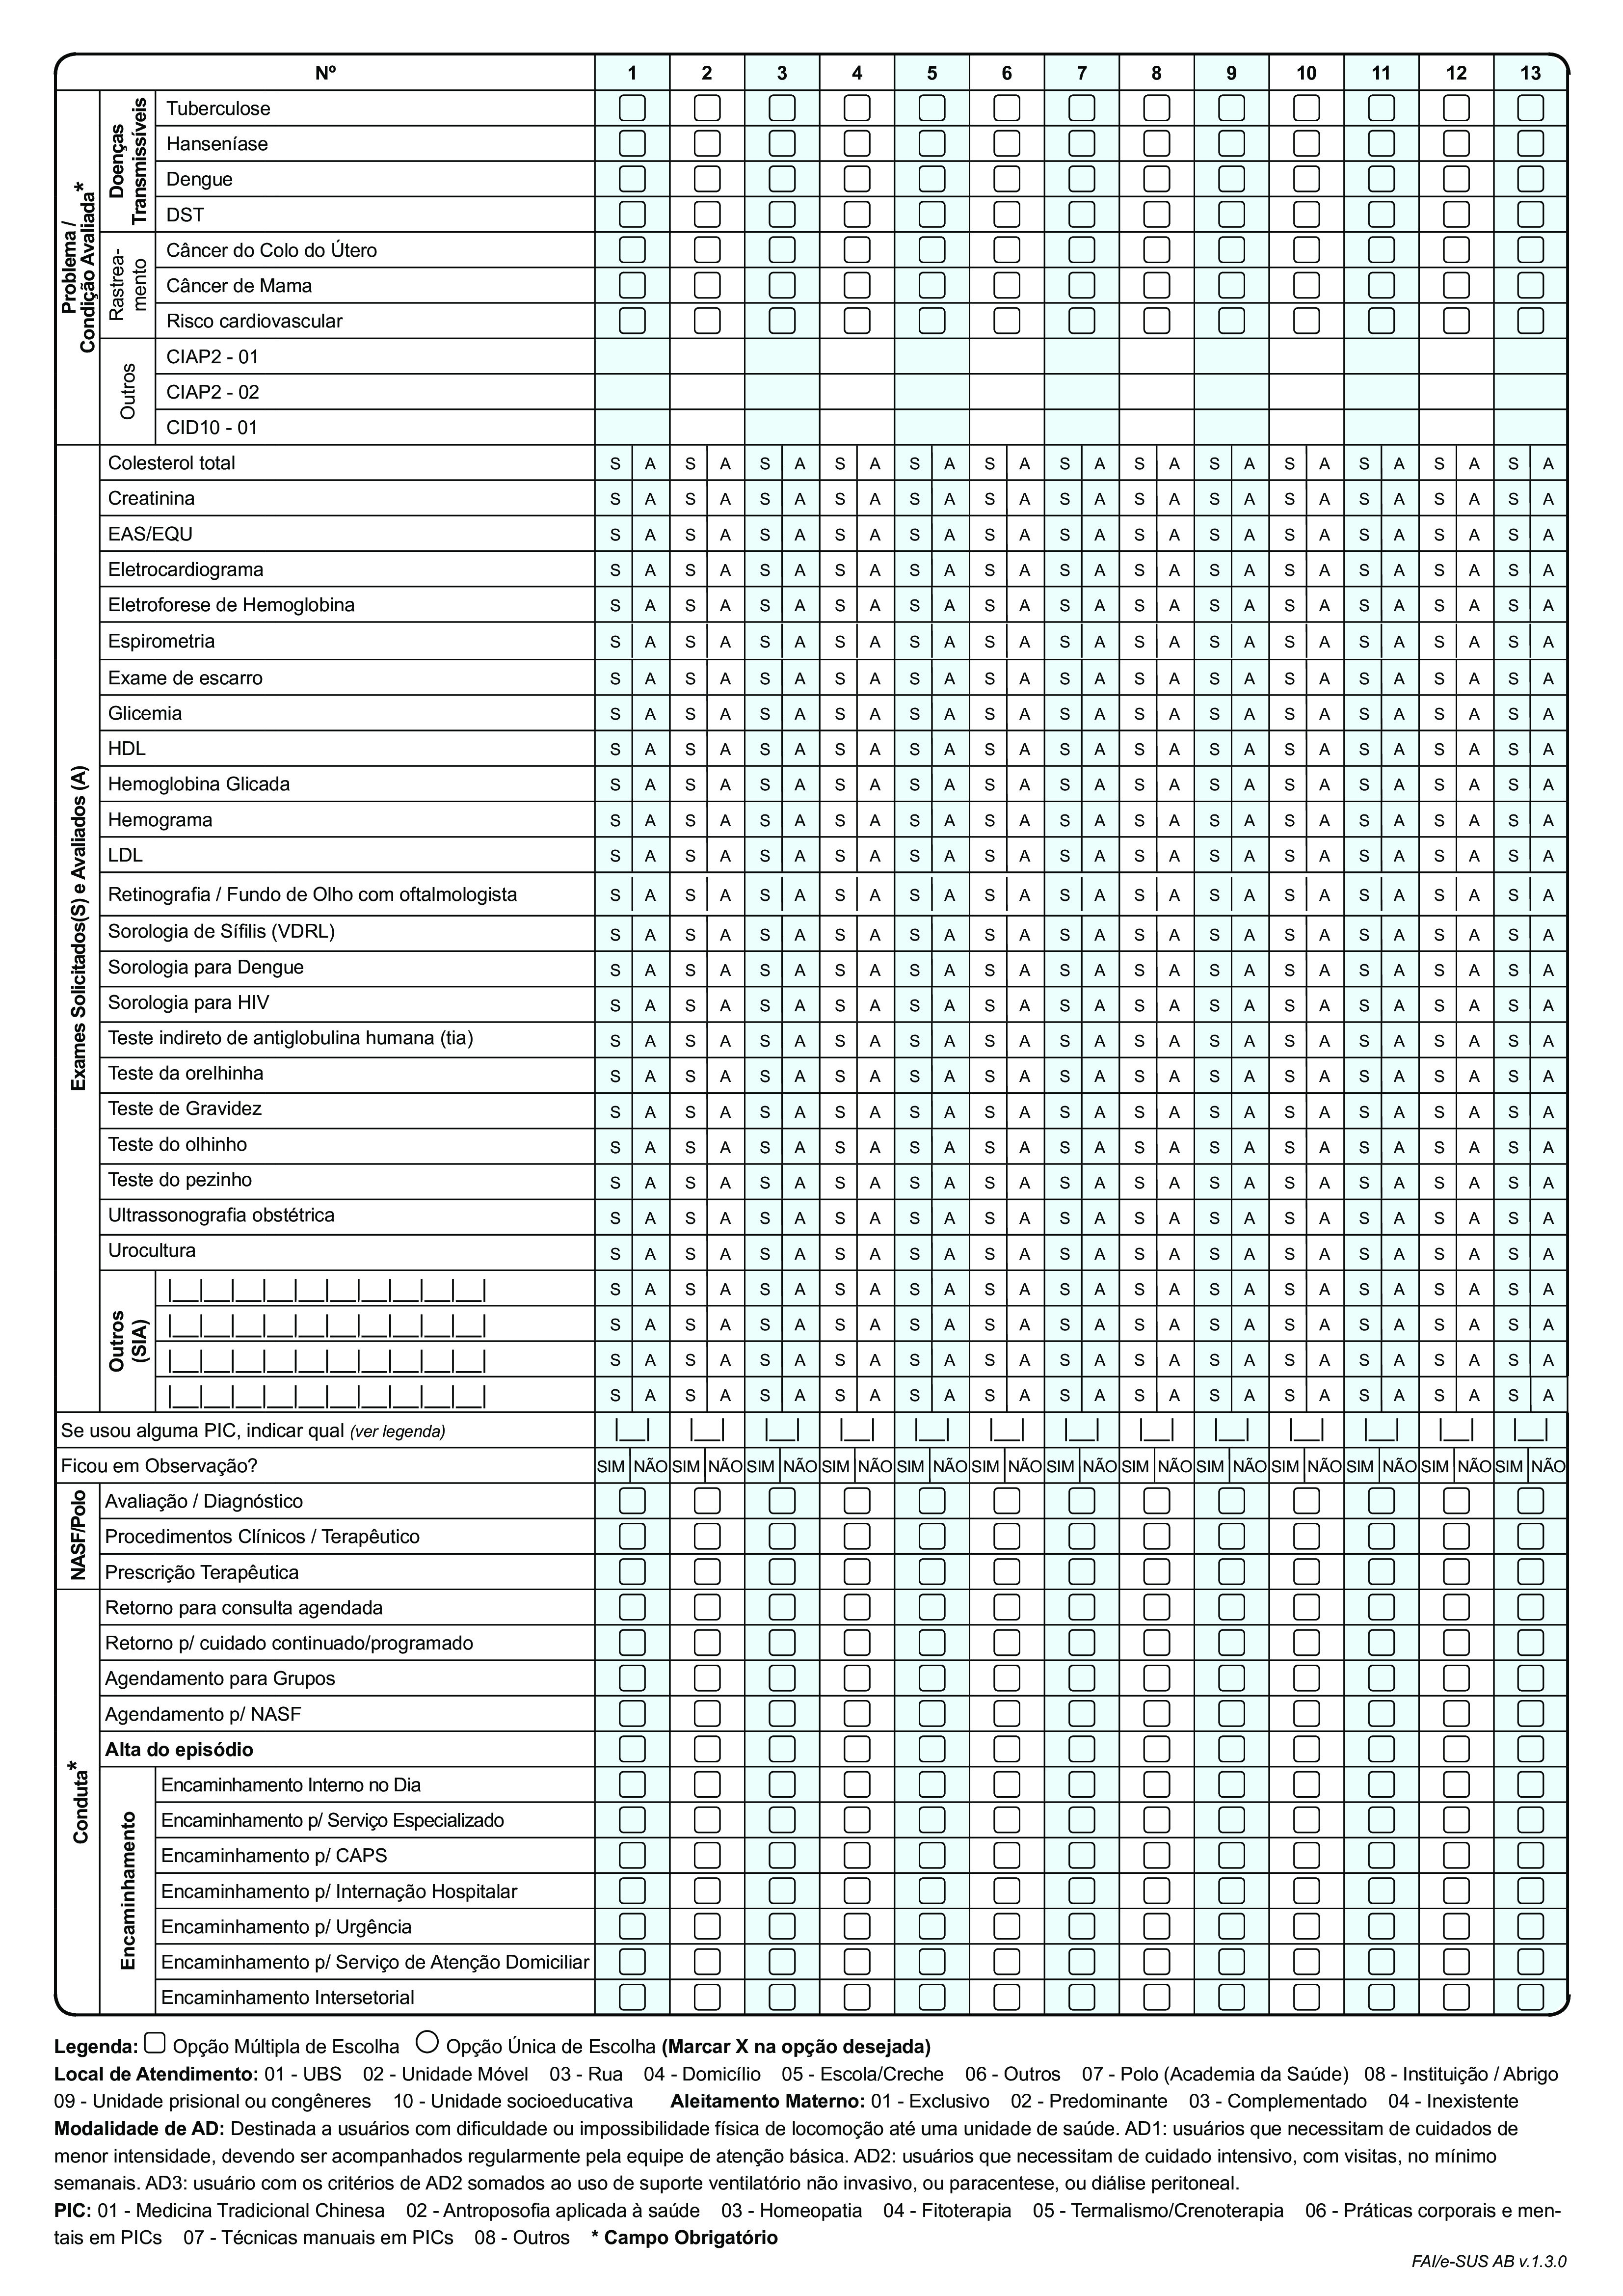 Nº 1 2 3 4 5 6 7 8 9 10 11 12 13
Problema / Condição Avaliada*
Doenças Transmissíveis
Tuberculose
Hanseníase
Dengue
DST
Rastrea-
mento
Câncer do Colo do Útero
Câncer de Mama
Risco cardiovascular
Outros
CIAP2 - 01
CIAP2 - 02
CID10 - 01
Exames Solicitados(S) e Avaliados (A)
Colesterol total S A S A S A S A S A S A S A S A S A S A S A S A S A
Creatinina S A S A S A S A S A S A S A S A S A S A S A S A S A
EAS/EQU S A S A S A S A S A S A S A S A S A S A S A S A S A
Eletrocardiograma S A S A S A S A S A S A S A S A S A S A S A S A S A
Eletroforese de Hemoglobina S A S A S A S A S A S A S A S A S A S A S A S A S A
Espirometria S A S A S A S A S A S A S A S A S A S A S A S A S A
Exame de escarro S A S A S A S A S A S A S A S A S A S A S A S A S A
Glicemia S A S A S A S A S A S A S A S A S A S A S A S A S A
HDL S A S A S A S A S A S A S A S A S A S A S A S A S A
Hemoglobina Glicada S A S A S A S A S A S A S A S A S A S A S A S A S A
Hemograma S A S A S A S A S A S A S A S A S A S A S A S A S A
LDL S A S A S A S A S A S A S A S A S A S A S A S A S A
Retinografia / Fundo de Olho com oftalmologista S A S A S A S A S A S A S A S A S A S A S A S A S A
Sorologia de Sífilis (VDRL) S A S A S A S A S A S A S A S A S A S A S A S A S A
Sorologia para Dengue S A S A S A S A S A S A S A S A S A S A S A S A S A
Sorologia para HIV S A S A S A S A S A S A S A S A S A S A S A S A S A
Teste indireto de antiglobulina humana (tia) S A S A S A S A S A S A S A S A S A S A S A S A S A
Teste da orelhinha S A S A S A S A S A S A S A S A S A S A S A S A S A
Teste de Gravidez S A S A S A S A S A S A S A S A S A S A S A S A S A
Teste do olhinho S A S A S A S A S A S A S A S A S A S A S A S A S A
Teste do pezinho S A S A S A S A S A S A S A S A S A S A S A S A S A
Ultrassonografia obstétrica S A S A S A S A S A S A S A S A S A S A S A S A S A
Urocultura S A S A S A S A S A S A S A S A S A S A S A S A S A
Outros (SIA)
|__|__|__|__|__|__|__|__|__|__| S A S A S A S A S A S A S A S A S A S A S A S A S A
|__|__|__|__|__|__|__|__|__|__| S A S A S A S A S A S A S A S A S A S A S A S A S A
|__|__|__|__|__|__|__|__|__|__| S A S A S A S A S A S A S A S A S A S A S A S A S A
|__|__|__|__|__|__|__|__|__|__| S A S A S A S A S A S A S A S A S A S A S A S A S A
Se usou alguma PIC, indicar qual (ver legenda) |__| |__| |__| |__| |__| |__| |__| |__| |__| |__| |__| |__| |__|
Ficou em Observação? SIM NÃO SIM NÃO SIM NÃO SIM NÃO SIM NÃO SIM NÃO SIM NÃO SIM NÃO SIM NÃO SIM NÃO SIM NÃO SIM NÃO SIM NÃO
NASF/Polo
Avaliação / Diagnóstico
Procedimentos Clínicos / Terapêutico
Prescrição Terapêutica
Conduta*
Retorno para consulta agendada
Retorno p/ cuidado continuado/programado
Agendamento para Grupos
Agendamento p/ NASF
Alta do episódio
Encaminhamento
Encaminhamento Interno no Dia
Encaminhamento p/ Serviço Especializado
Encaminhamento p/ CAPS
Encaminhamento p/ Internação Hospitalar
Encaminhamento p/ Urgência
Encaminhamento p/ Serviço de Atenção Domiciliar
Encaminhamento Intersetorial
Legenda: Opção Múltipla de Escolha Opção Única de Escolha (Marcar X na opção desejada)
Local de Atendimento: 01 - UBS 02 - Unidade Móvel 03 - Rua 04 - Domicílio 05 - Escola/Creche 06 - Outros 07 - Polo (Academia da Saúde) 08 - Instituição / Abrigo
09 - Unidade prisional ou congêneres 10 - Unidade socioeducativa Aleitamento Materno: 01 - Exclusivo 02 - Predominante 03 - Complementado 04 - Inexistente
Modalidade de AD: Destinada a usuários com dificuldade ou impossibilidade física de locomoção até uma unidade de saúde. AD1: usuários que necessitam de cuidados de
menor intensidade, devendo ser acompanhados regularmente pela equipe de atenção básica. AD2: usuários que necessitam de cuidado intensivo, com visitas, no mínimo
semanais. AD3: usuário com os critérios de AD2 somados ao uso de suporte ventilatório não invasivo, ou paracentese, ou diálise peritoneal.
PIC: 01 - Medicina Tradicional Chinesa 02 - Antroposofia aplicada à saúde 03 - Homeopatia 04 - Fitoterapia 05 - Termalismo/Crenoterapia 06 - Práticas corporais e men-
tais em PICs 07 - Técnicas manuais em PICs 08 - Outros * Campo Obrigatório
FAI/e-SUS AB v.1.3.0